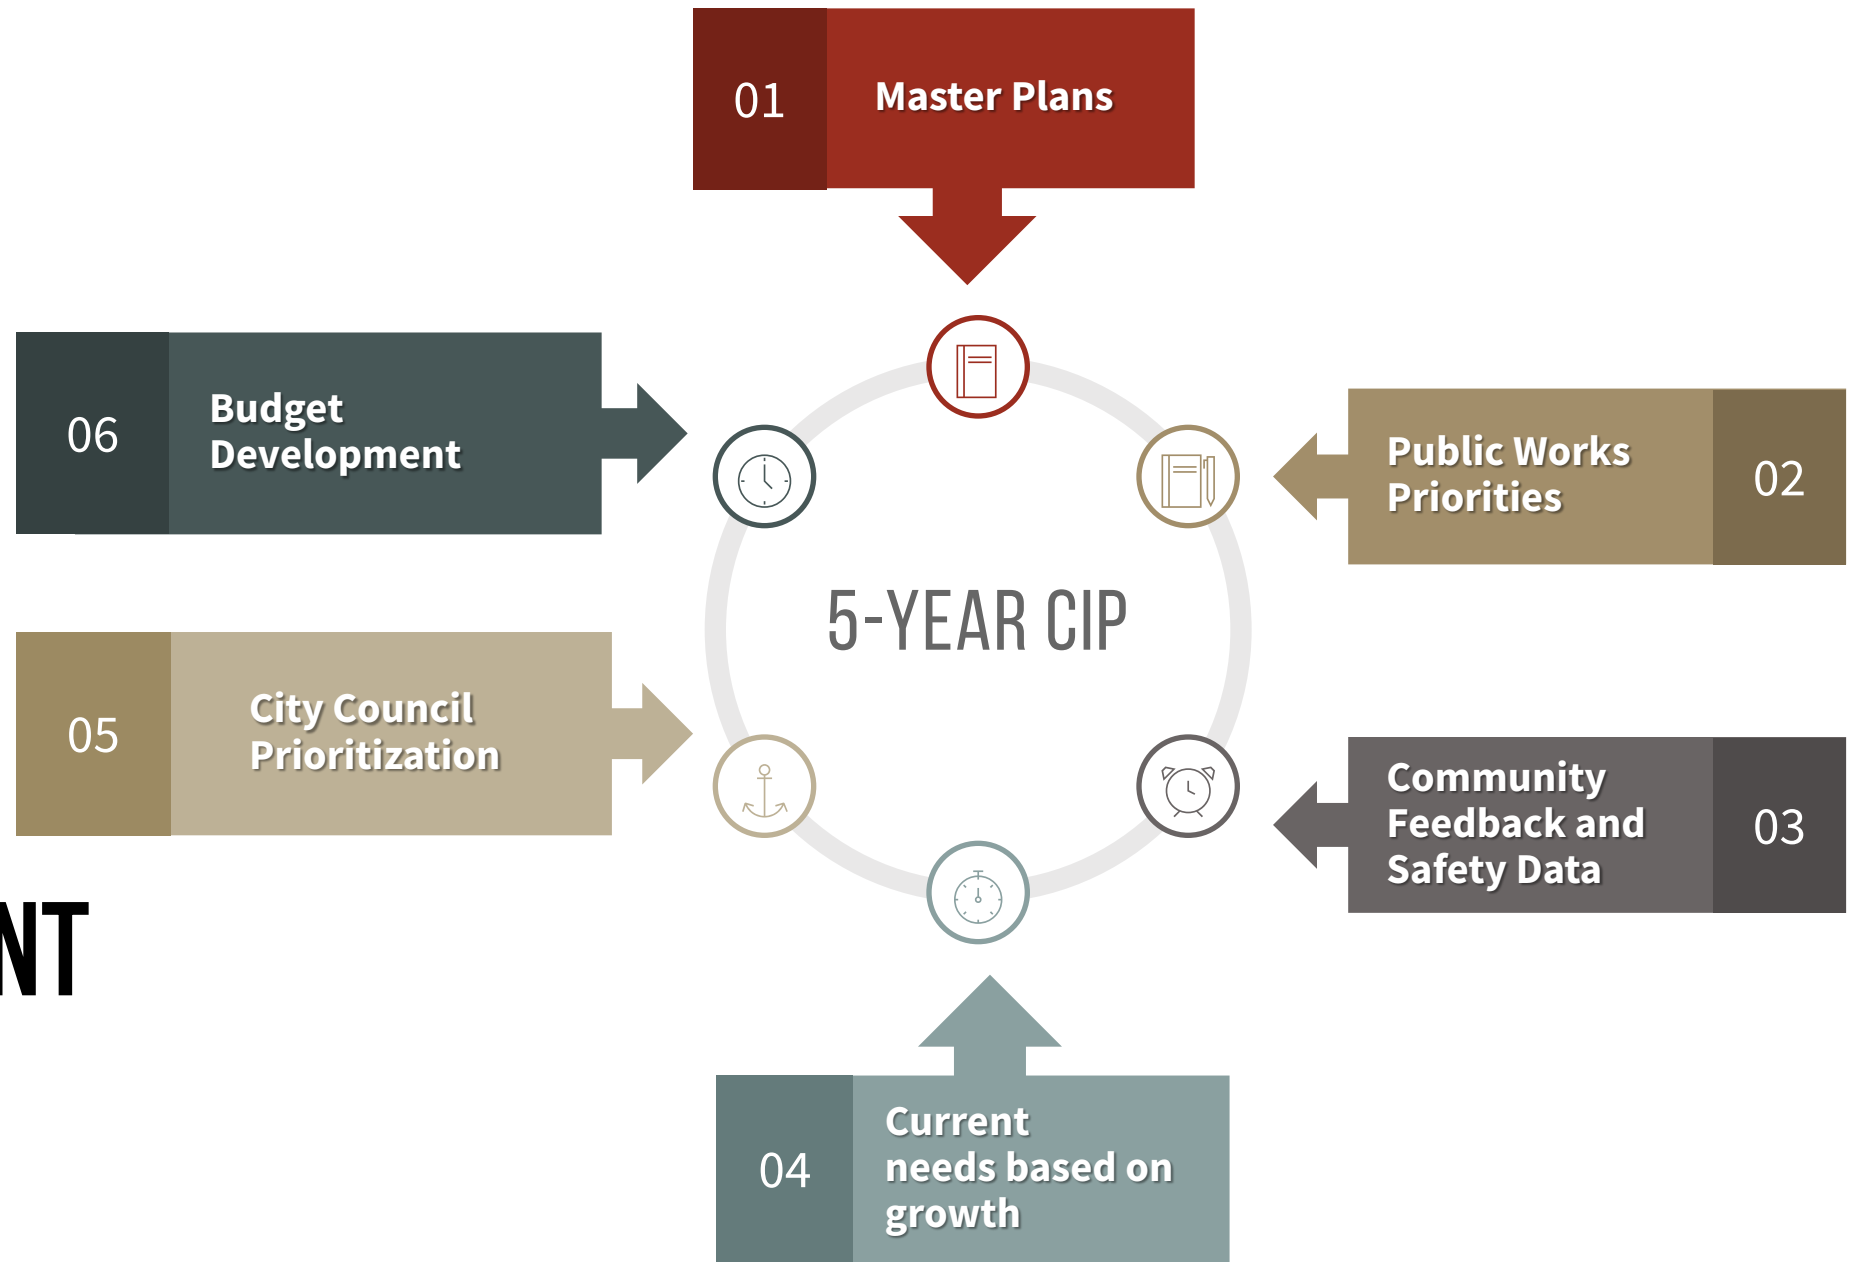 01
Master Plans
06
Budget
Development
02
Public Works
Priorities
5-YEAR CIP
05
City Council
Prioritization
03
Community
Feedback and
Safety Data
NT
04
Current
needs based on
growth